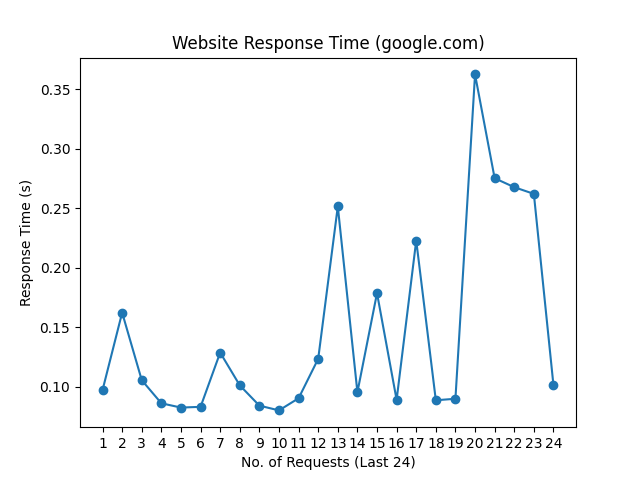 Website Response Time (google.com)
Response Time (s)
0.35
0.30
0.25
0.20
0.15
0.10
1 2 3 4 5 6 7 8 9 10 11 12 13 14 15 16 17 18 19 20 21 22 23 24
No. of Requests (Last 24)